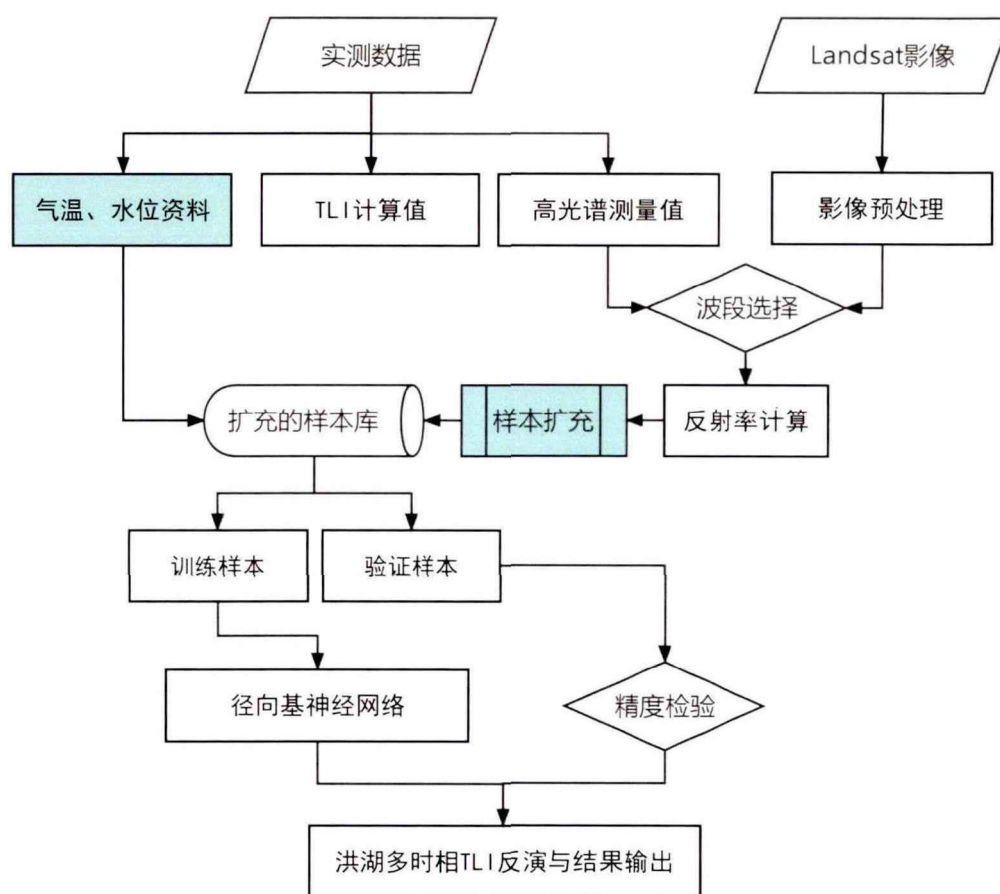 实测数据
Landsat影像
气温、水位资料
TLI计算值
高光谱测量值
影像预处理
波段选择
扩充的样本库
样本扩充
反射率计算
训练样本
验证样本
径向基神经网络
精度检验
洪湖多时相TLI反演与结果输出